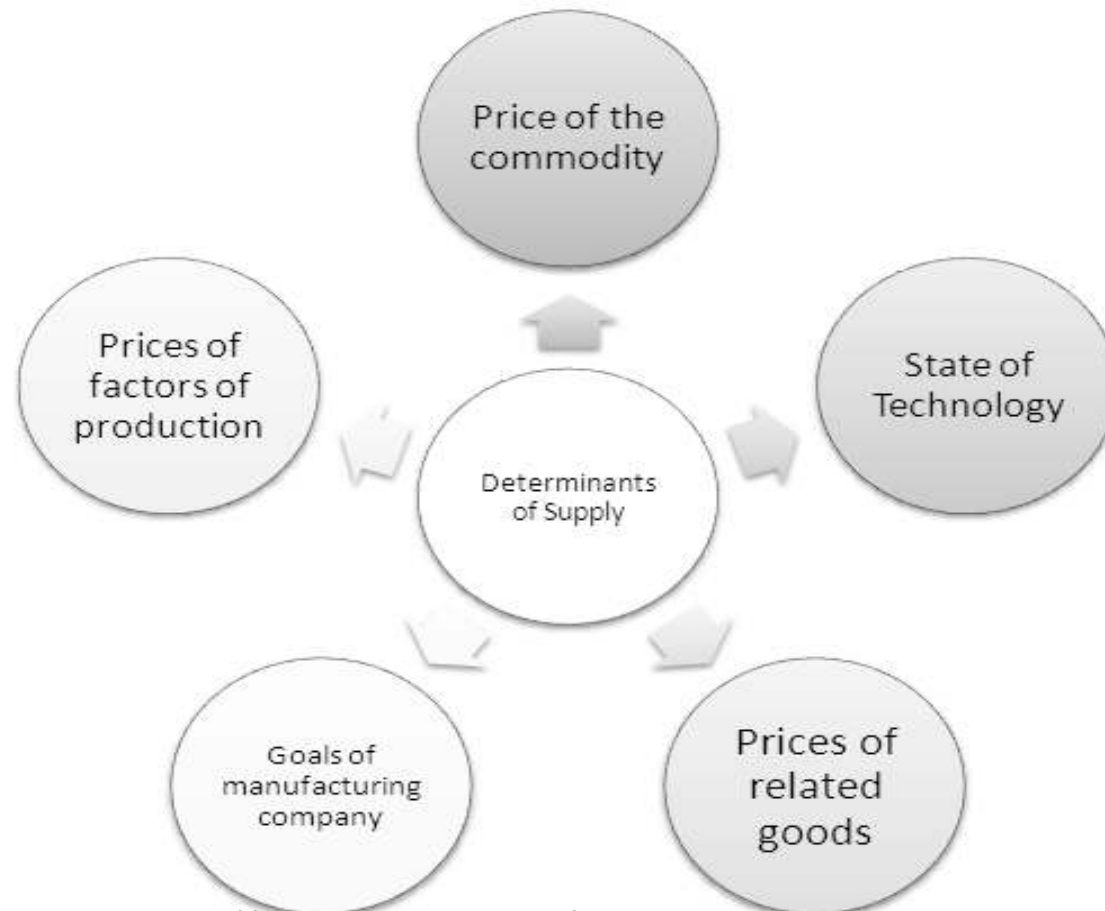 Price of the
commodity
State of
Technology
Prices of
related
goods
Goals of
manufacturing
company
Prices of
factors of
production
Determinants
of Supply